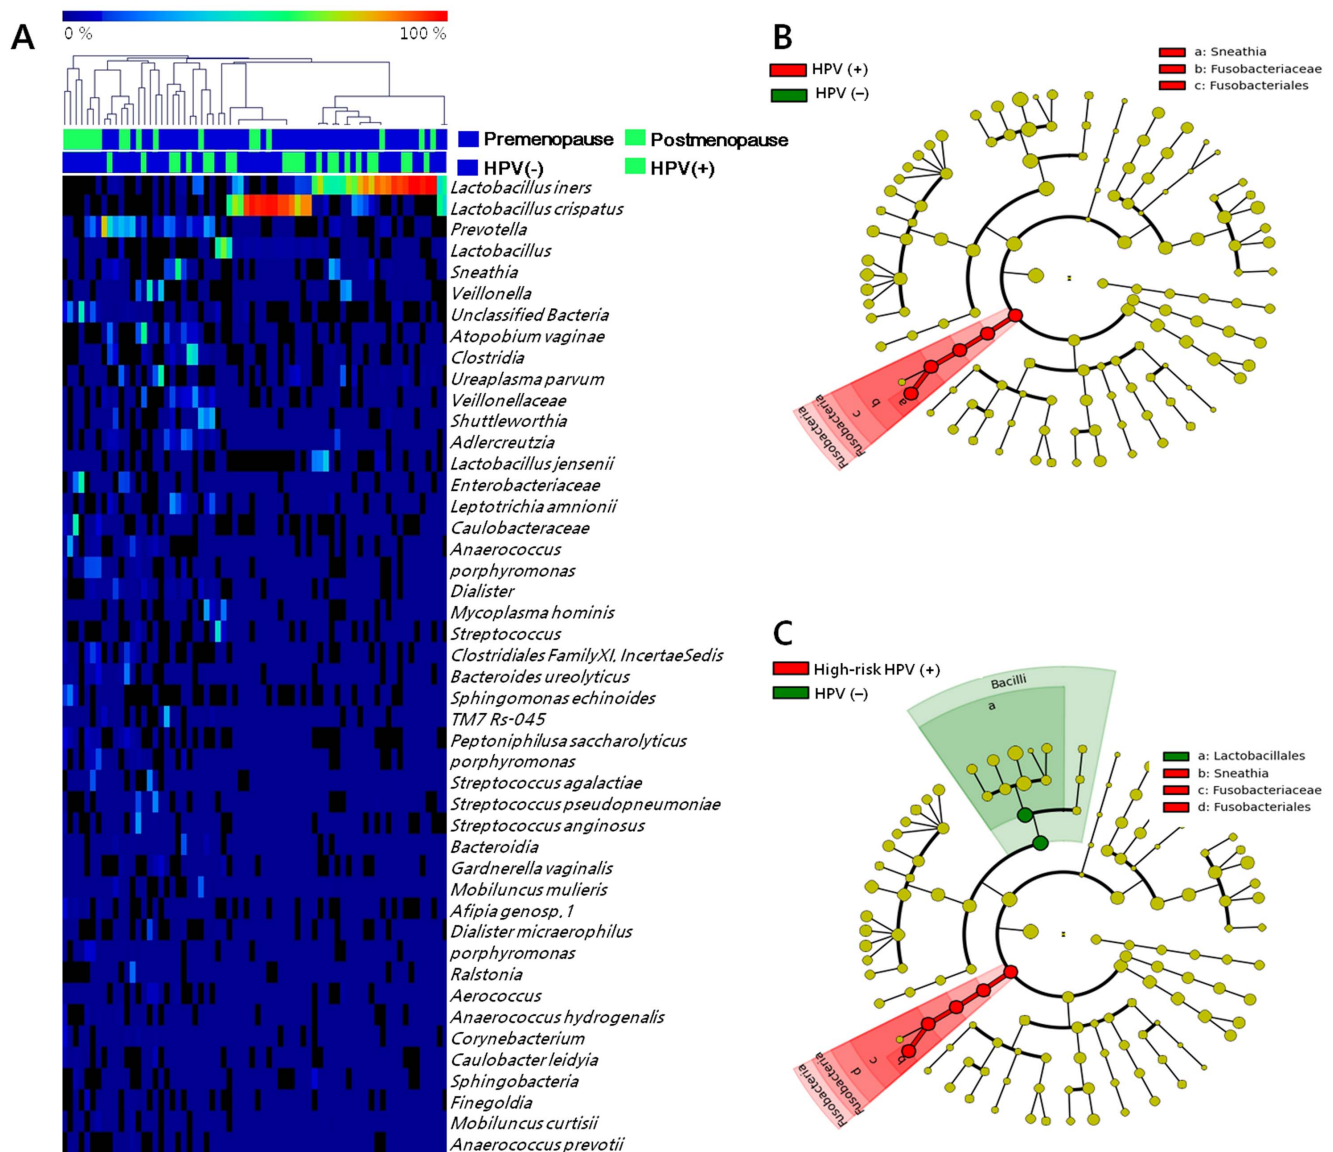 A
0 %
100 %
Premenopause
Postmenopause
HPV(-)
HPV(+)
Lactobacillus iners
Lactobacillus crispatus
Prevotella
Lactobacillus
Sneathia
Veillonella
Unclassified Bacteria
Atopobium vaginae
Clostridia
Ureaplasma parvum
Veillonellaceae
Shuttleworthia
Adlercreutzia
Lactobacillus jensenii
Enterobacteriaceae
Leptotrichia amnionii
Caulobacteraceae
Anaerococcus
porphyromonas
Dialister
Mycoplasma hominis
Streptococcus
Clostridiales FamilyXI, IncertaeSedis
Bacteroides ureolyticus
Sphingomonas echinoides
TM7 Rs-045
Peptoniphilusa saccharolyticus
porphyromonas
Streptococcus agalactiae
Streptococcus pseudopneumoniae
Streptococcus anginosus
Bacteroidia
Gardnerella vaginalis
Mobiluncus mulieris
Afipia genosp. 1
Dialister micraerophilus
porphyromonas
Ralstonia
Aerococcus
Anaerococcus hydrogenalis
Corynebacterium
Caulobacter leidyia
Sphingobacteria
Finegoldia
Mobiluncus curtisii
Anaerococcus prevotii
B
HPV (+)
HPV (–)
a: Sneathia
b: Fusobacteriaceae
c: Fusobacteriales
a
b
c
Fusobacteria
Fusobacteria
C
High-risk HPV (+)
HPV (–)
Bacilli
a
a: Lactobacillales
b: Sneathia
c: Fusobacteriaceae
d: Fusobacteriales
b
c
d
Fusobacteria
Fusobacteria